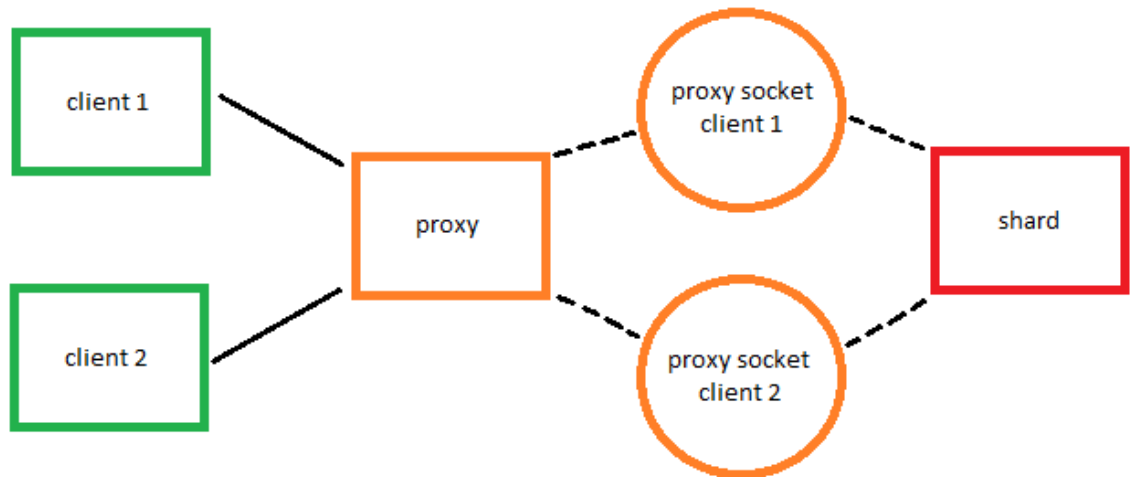 client 1
proxy socket
client 1
proxy
shard
client 2
proxy socket
client 2